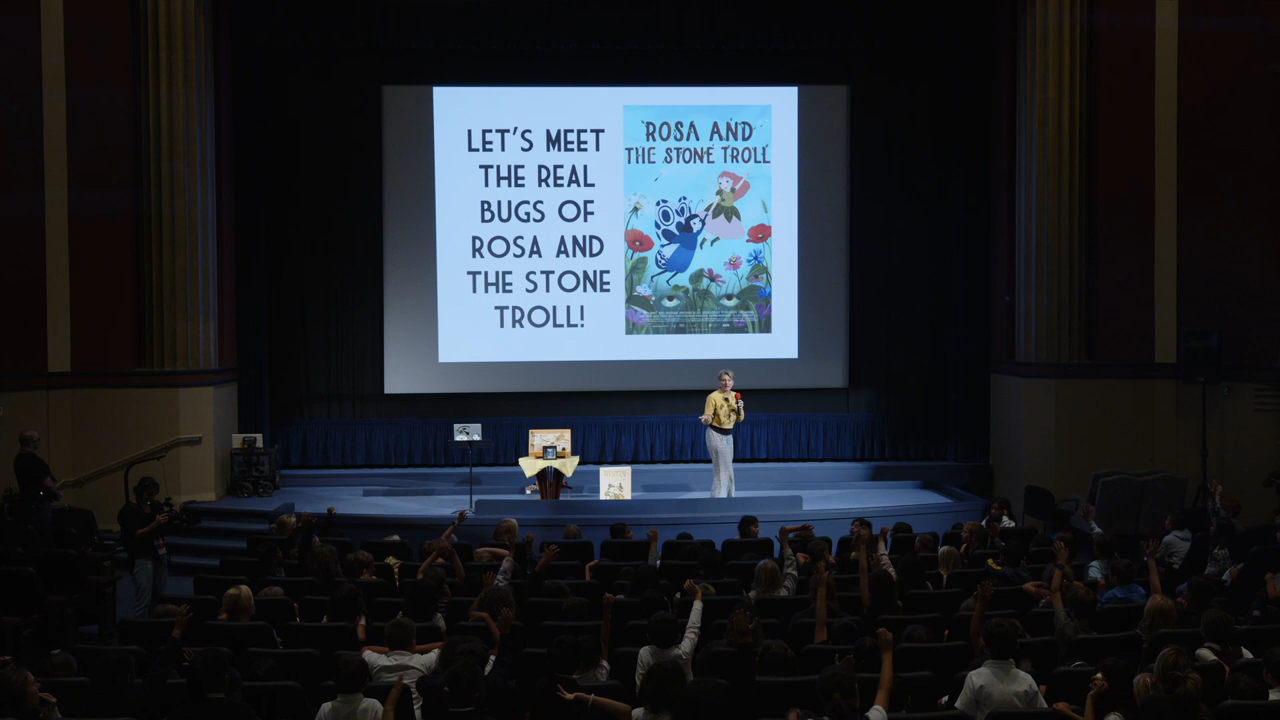 LET'S MEET
THE REAL
BUGS OF
ROSA AND
THE STONE
TROLL!
ROSA AND
THE STONE TROLL